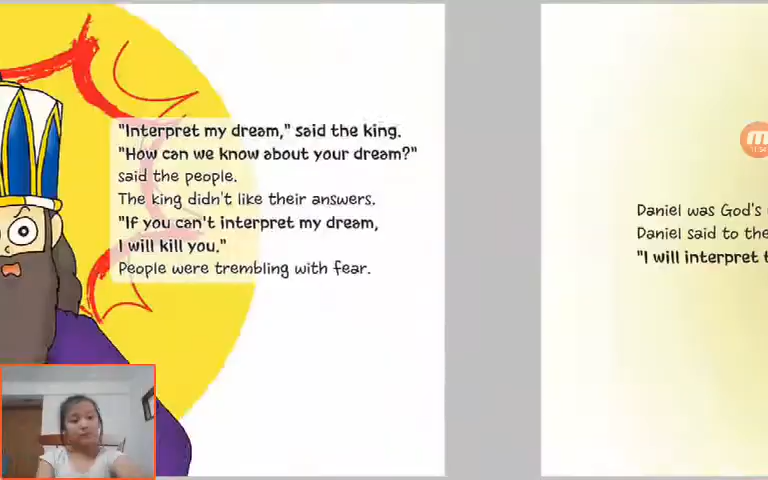 "Interpret my dream," said the king.
"How can we know about your dream?"
said the people.
The king didn't like their answers.
"If you can't interpret my dream,
I will kill you."
People were trembling with fear.
Daniel was God's
Daniel said to the
"I will interpret